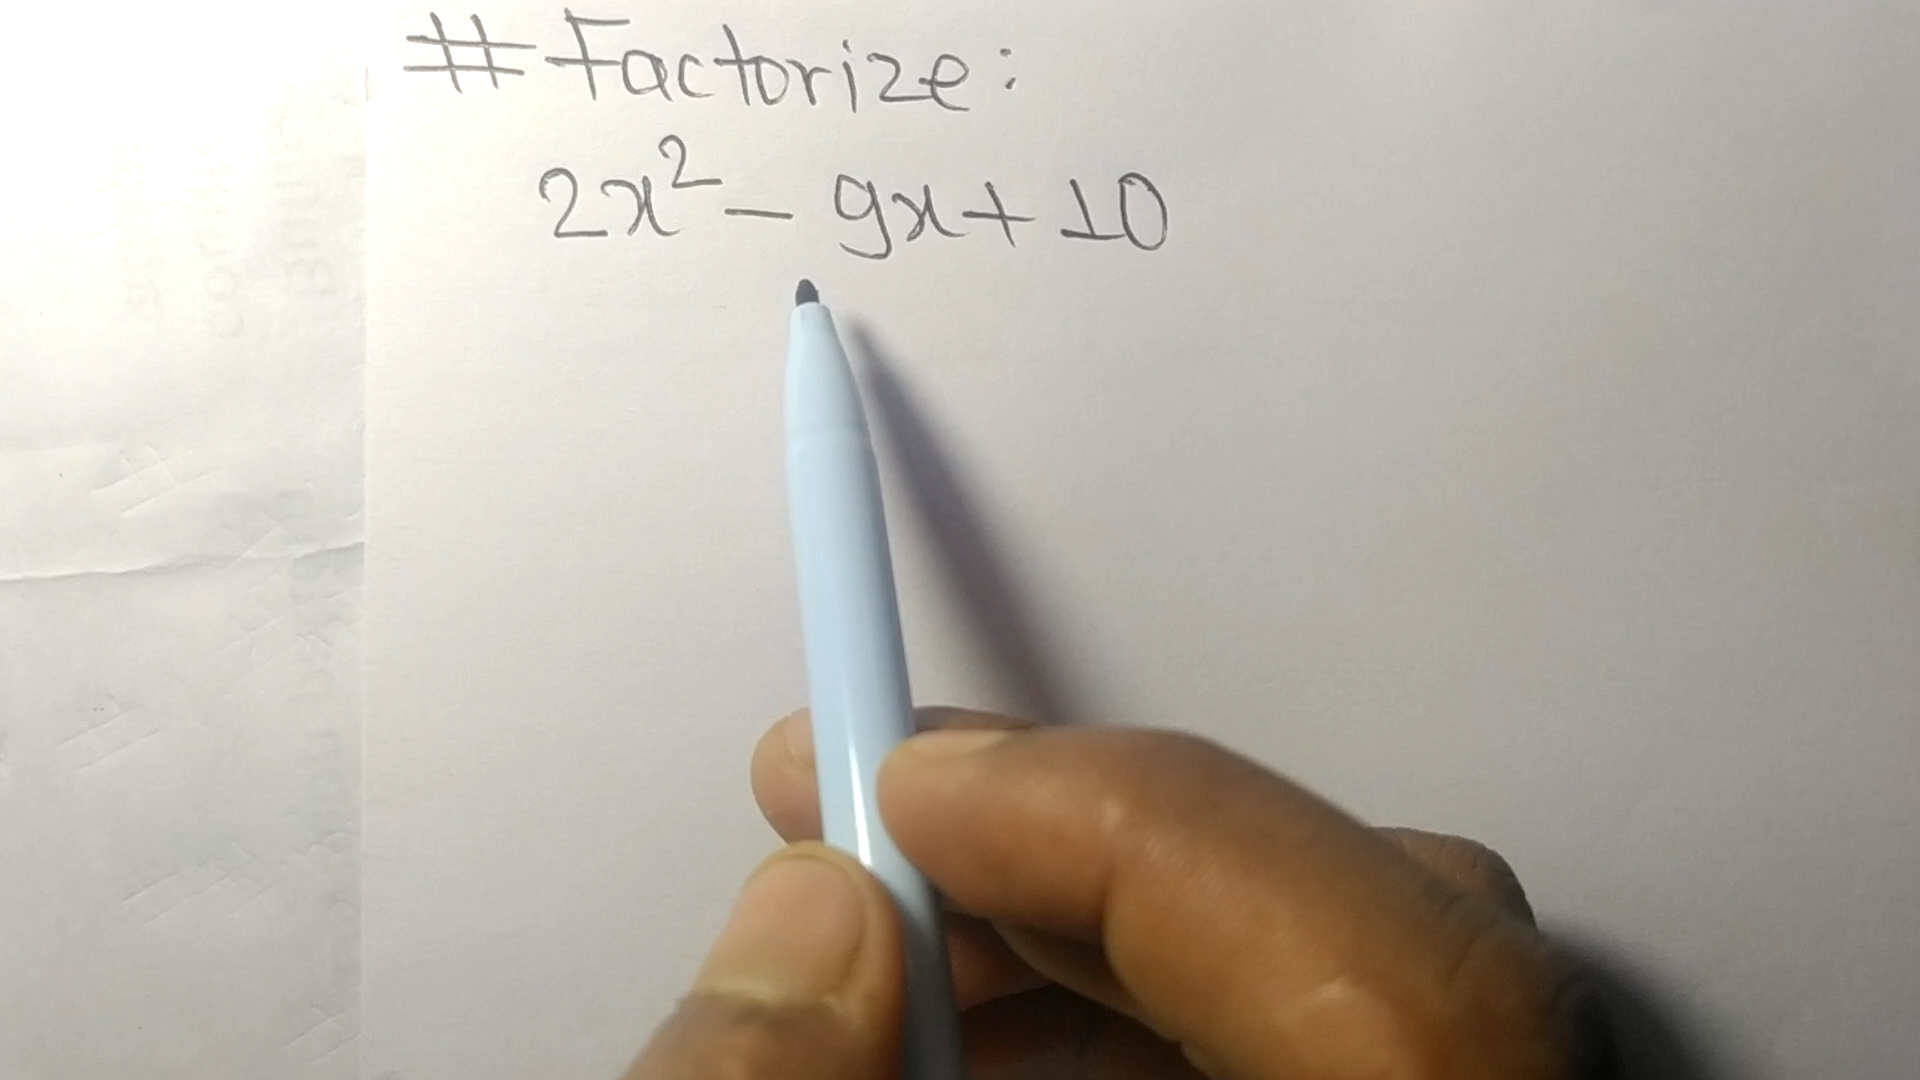 # Factorize:
2x² - 9x + 10